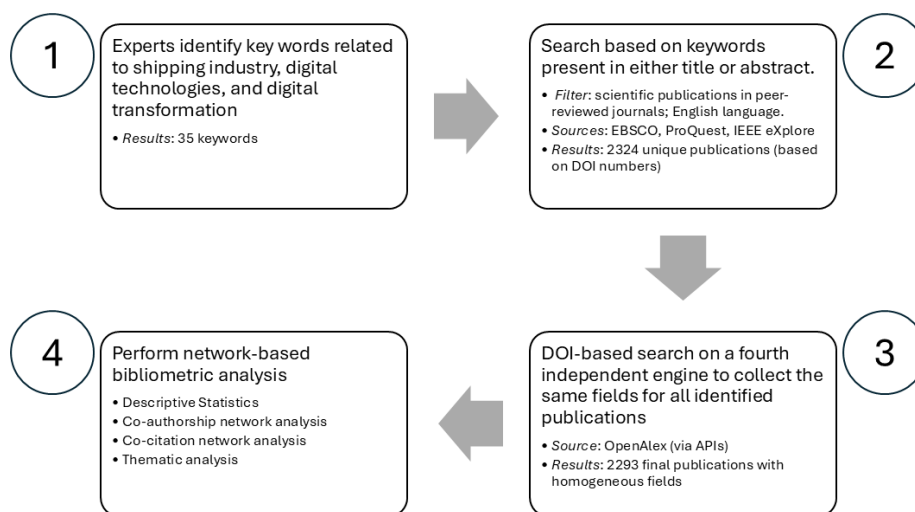 1
Experts identify key words related
to shipping industry, digital
technologies, and digital
transformation
• Results: 35 keywords
2
Search based on keywords
present in either title or abstract.
• Filter: scientific publications in peer-
reviewed journals; English language.
• Sources: EBSCO, ProQuest, IEEE eXplore
• Results: 2324 unique publications (based
on DOI numbers)
3
DOI-based search on a fourth
independent engine to collect the
same fields for all identified
publications
• Source: OpenAlex (via APIs)
• Results: 2293 final publications with
homogeneous fields
4
Perform network-based
bibliometric analysis
• Descriptive Statistics
• Co-authorship network analysis
• Co-citation network analysis
• Thematic analysis